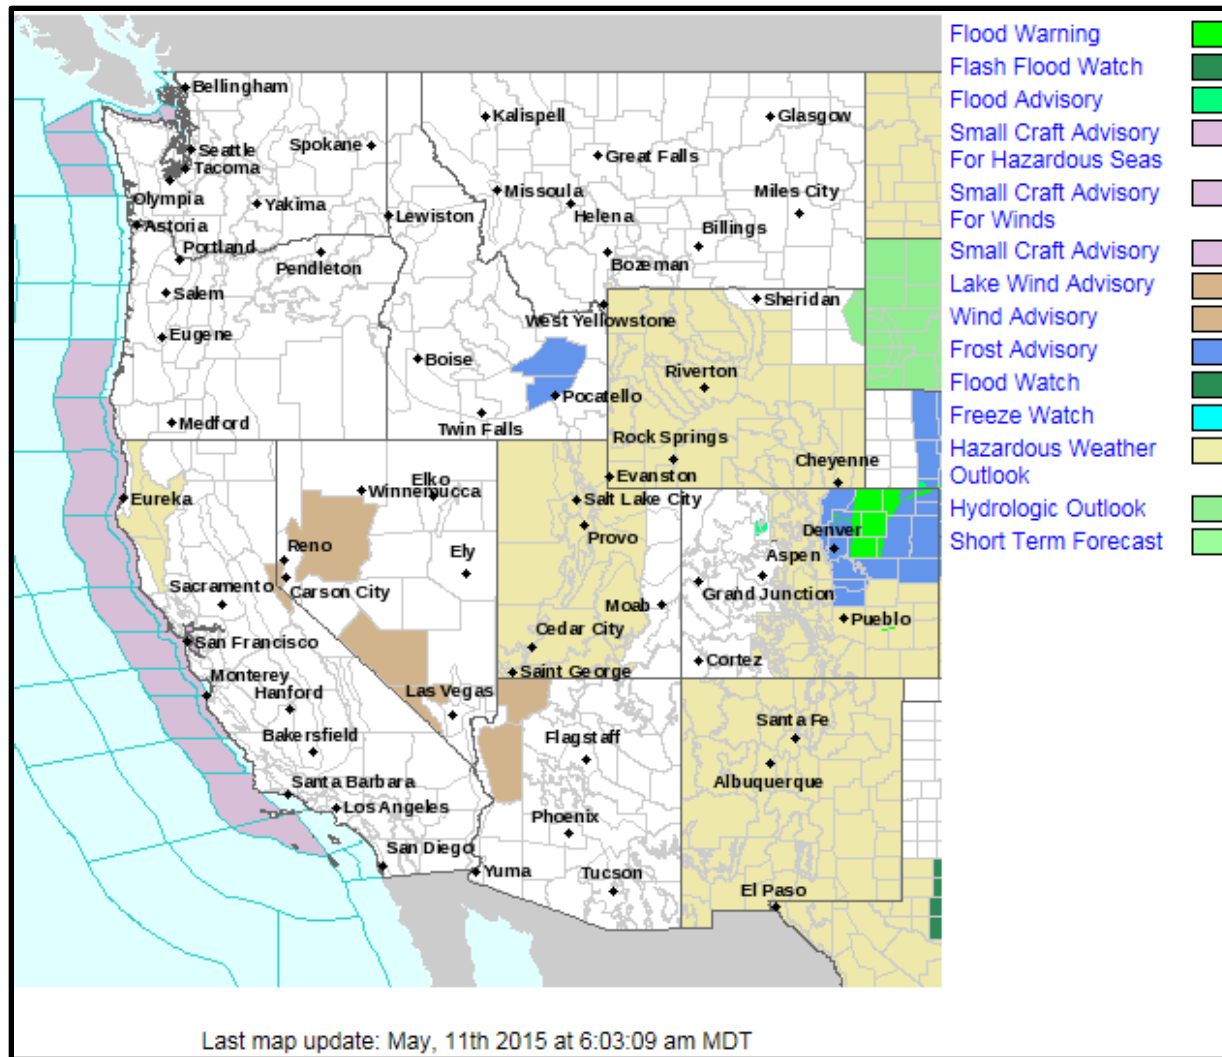 Flood Warning
Flash Flood Watch
Flood Advisory
Small Craft Advisory
For Hazardous Seas
Small Craft Advisory
For Winds
Small Craft Advisory
Lake Wind Advisory
Wind Advisory
Frost Advisory
Flood Watch
Freeze Watch
Hazardous Weather
Outlook
Hydrologic Outlook
Short Term Forecast
Bellingham
Kalispell
Glasgow
Seattle
Spokane
Great Falls
Tacoma
Missoula
Miles City
Olympia
Yakima
Lewiston
Helena
Astoria
Billings
Portland
Pendleton
Bozeman
Salem
Sheridan
West Yellowstone
Eugene
Boise
Riverton
Pocatello
Medford
Twin Falls
Rock Springs
Cheyenne
Evanston
Elko
Winnemucca
Eureka
Salt Lake City
Provo
Denver
Reno
Ely
Aspen
Sacramento
Carson City
Grand Junction
Moab
Pueblo
San Francisco
Cedar City
Cortez
Saint George
Monterey
Hanford
Las Vegas
Santa Fe
Bakersfield
Flagstaff
Albuquerque
Santa Barbara
Los Angeles
Phoenix
San Diego
Yuma
Tucson
El Paso
Last map update: May, 11th 2015 at 6:03:09 am MDT